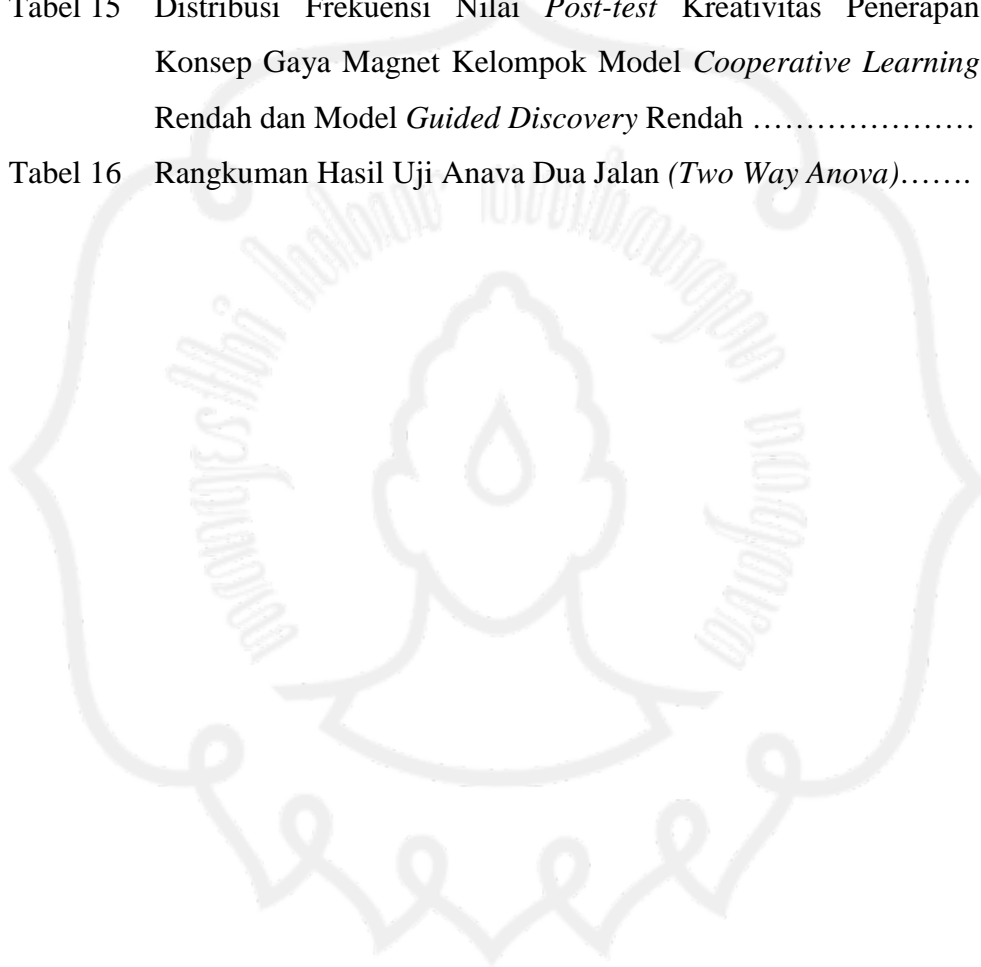 Tabel 15 Distribusi Frekuensi Nilai Post-test Kreativitas Penerapan
Konsep Gaya Magnet Kelompok Model Cooperative Learning
Rendah dan Model Guided Discovery Rendah …………………
Tabel 16 Rangkuman Hasil Uji Anava Dua Jalan (Two Way Anova)…….